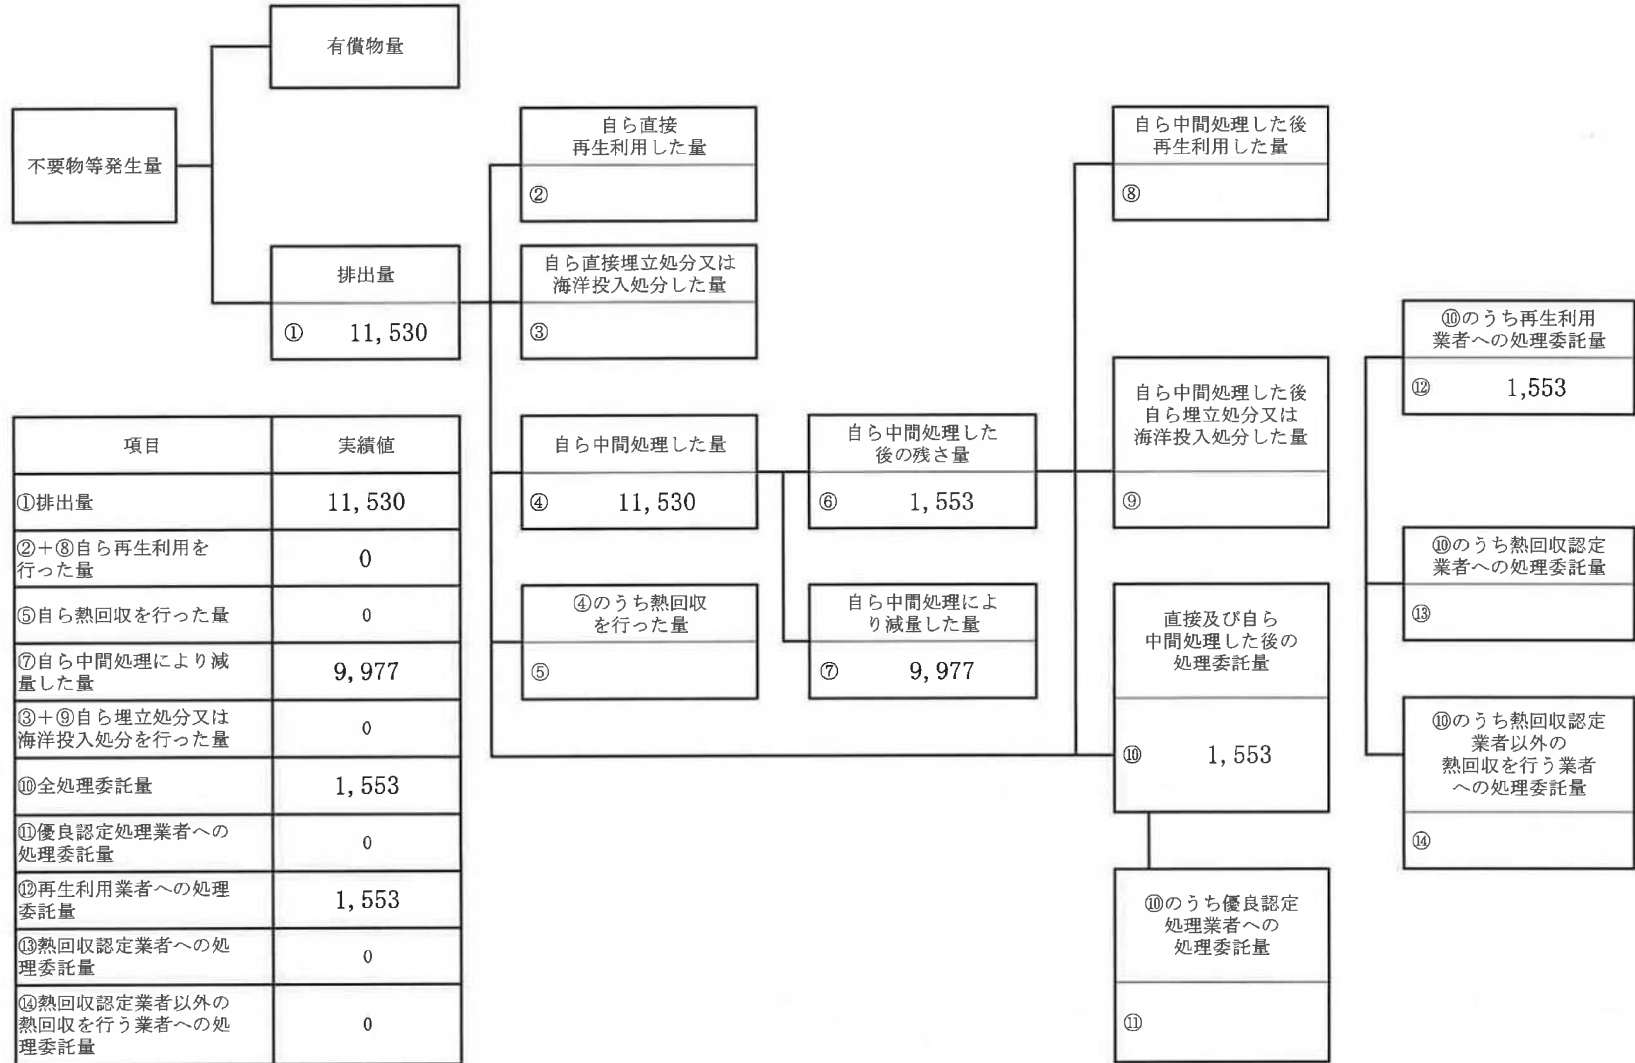 有償物量
不要物等発生量
排出量
① 11,530
自ら直接
再生利用した量
②
自ら直接埋立処分又は
海洋投入処分した量
③
自ら中間処理した量
④ 11,530
④のうち熱回収
を行った量
⑤
自ら中間処理した
後の残さ量
⑥ 1,553
自ら中間処理によ
り減量した量
⑦ 9,977
自ら中間処理した後
再生利用した量
⑧
自ら中間処理した後
自ら埋立処分又は
海洋投入処分した量
⑨
直接及び自ら
中間処理した後の
処理委託量
⑩ 1,553
⑩のうち優良認定
処理業者への
処理委託量
⑪
⑩のうち再生利用
業者への処理委託量
⑫ 1,553
⑩のうち熱回収認定
業者への処理委託量
⑬
⑩のうち熱回収認定
業者以外の
熱回収を行う業者
への処理委託量
⑭
項目 実績値
①排出量 11,530
②＋⑧自ら再生利用を
行った量 0
⑤自ら熱回収を行った量 0
⑦自ら中間処理により減
量した量 9,977
③＋⑨自ら埋立処分又は
海洋投入処分を行った量 0
⑩全処理委託量 1,553
⑪優良認定処理業者への
処理委託量 0
⑫再生利用業者への処理
委託量 1,553
⑬熱回収認定業者への処
理委託量 0
⑭熱回収認定業者以外の
熱回収を行う業者への処
理委託量 0